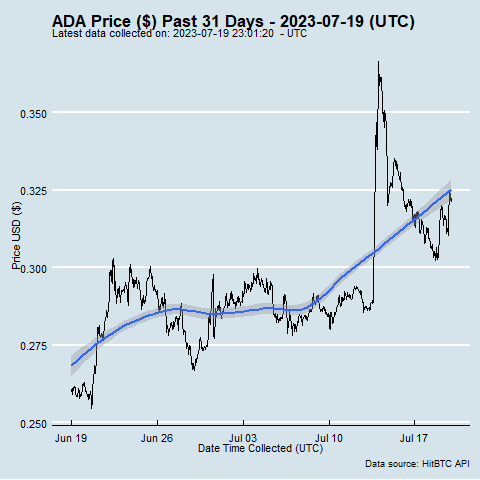 ADA Price ($) Past 31 Days - 2023-07-19 (UTC)
Latest data collected on: 2023-07-19 23:01:20 - UTC
Price USD ($)
0.350
0.325
0.300
0.275
0.250
Jun 19
Jun 26
Jul 03
Jul 10
Jul 17
Date Time Collected (UTC)
Data source: HitBTC API